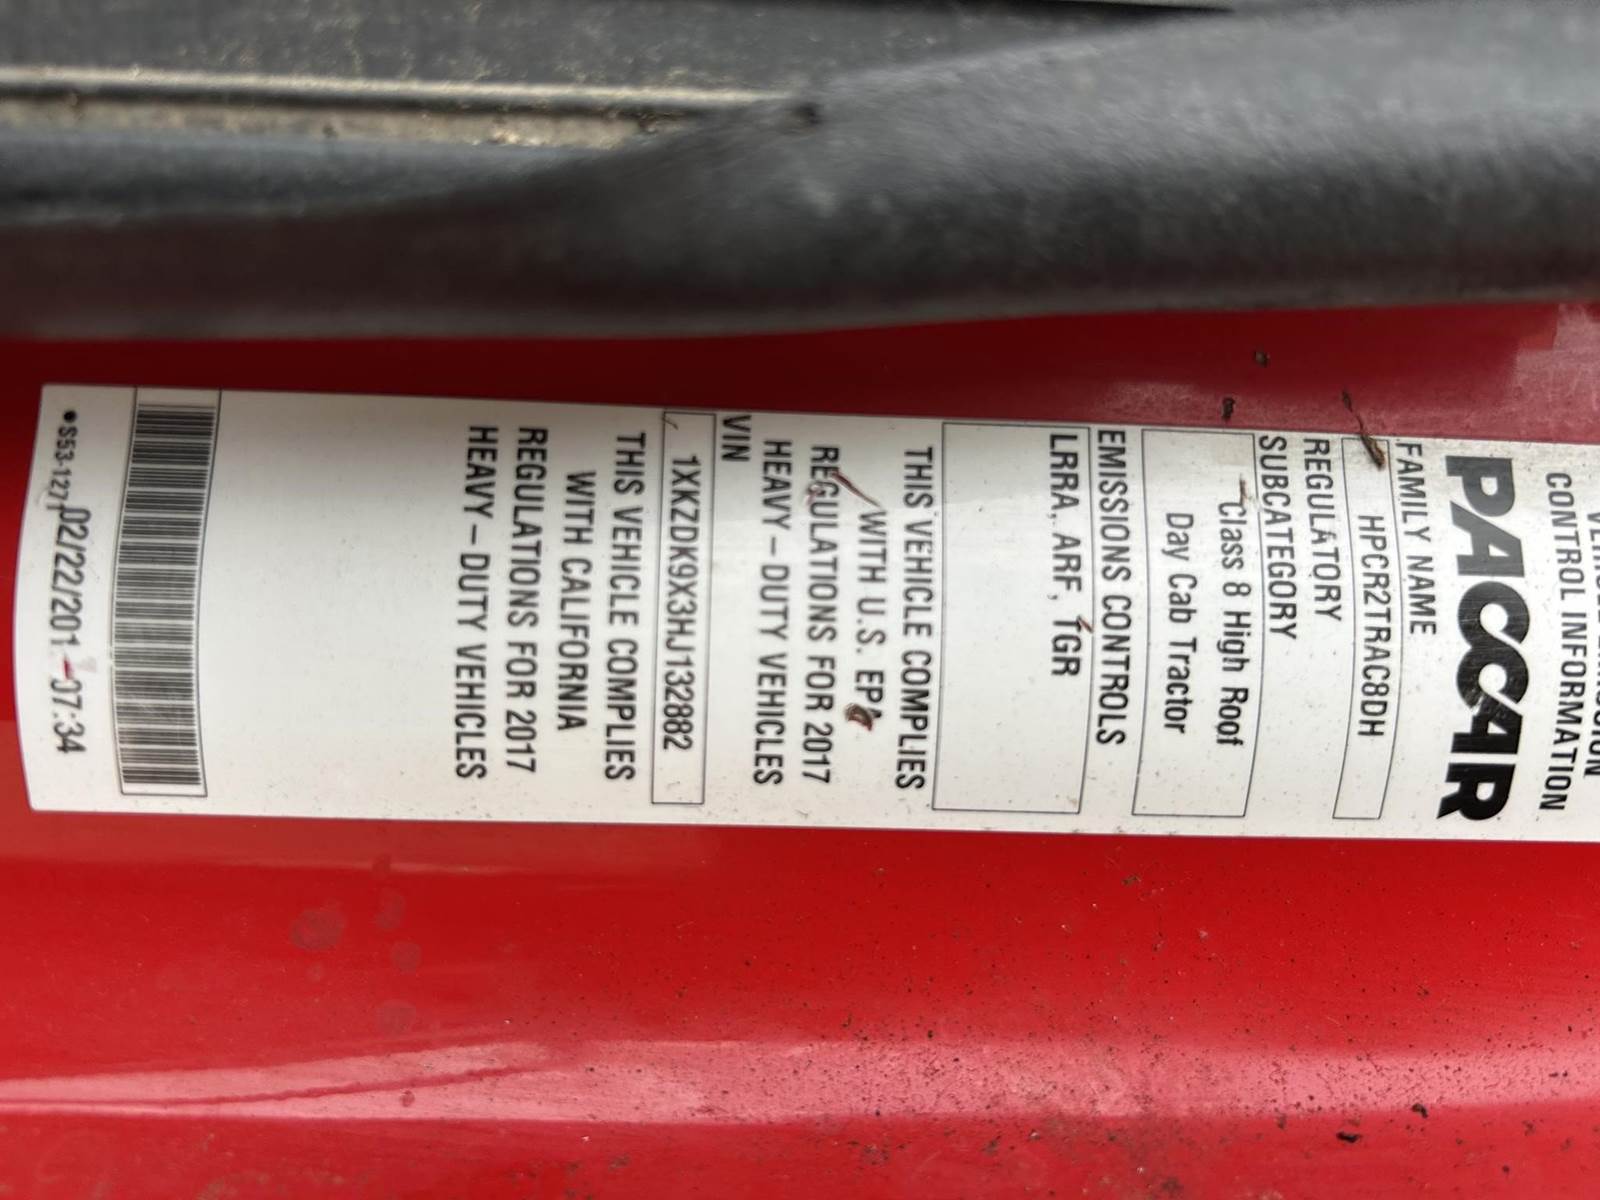 CONTROL INFORMATION
PACCAR
FAMILY NAME
HPCR2TRAC8DH
REGULATORY
SUBCATEGORY
Class 8 High Roof
Day Cab Tractor
EMISSIONS CONTROLS
LRRA, ARF, TGR
THIS VEHICLE COMPLIES
WITH U.S. EPA
REGULATIONS FOR 2017
HEAVY–DUTY VEHICLES
VIN
1XKZDK9X3HJ132882
THIS VEHICLE COMPLIES
WITH CALIFORNIA
REGULATIONS FOR 2017
HEAVY–DUTY VEHICLES
●S53-1271 07:34